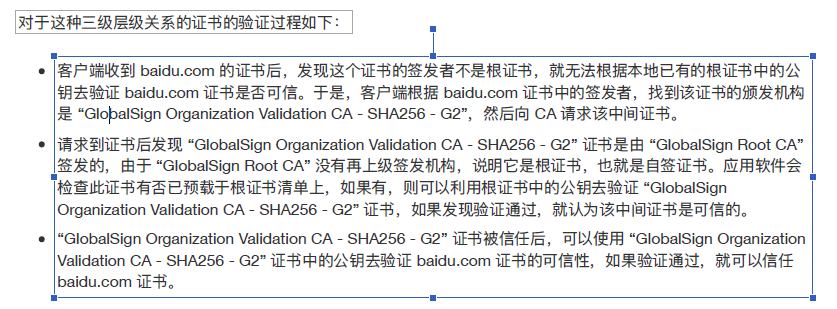 对于这种三级层级关系的证书的验证过程如下：
• 客户端收到 baidu.com 的证书后，发现这个证书的签发者不是根证书，就无法根据本地已有的根证书中的公
钥去验证 baidu.com 证书是否可信。于是，客户端根据 baidu.com 证书中的签发者，找到该证书的颁发机构
是 “GlobalSign Organization Validation CA - SHA256 - G2”，然后向 CA 请求该中间证书。
• 请求到证书后发现 “GlobalSign Organization Validation CA - SHA256 - G2” 证书是由 “GlobalSign Root CA”
签发的，由于 “GlobalSign Root CA” 没有再上级签发机构，说明它是根证书，也就是自签证书。应用软件会
检查此证书有否已预载于根证书清单上，如果有，则可以利用根证书中的公钥去验证 “GlobalSign
Organization Validation CA - SHA256 - G2” 证书，如果发现验证通过，就认为该中间证书是可信的。
• “GlobalSign Organization Validation CA - SHA256 - G2” 证书被信任后，可以使用 “GlobalSign Organization
Validation CA - SHA256 - G2” 证书中的公钥去验证 baidu.com 证书的可信性，如果验证通过，就可以信任
baidu.com 证书。